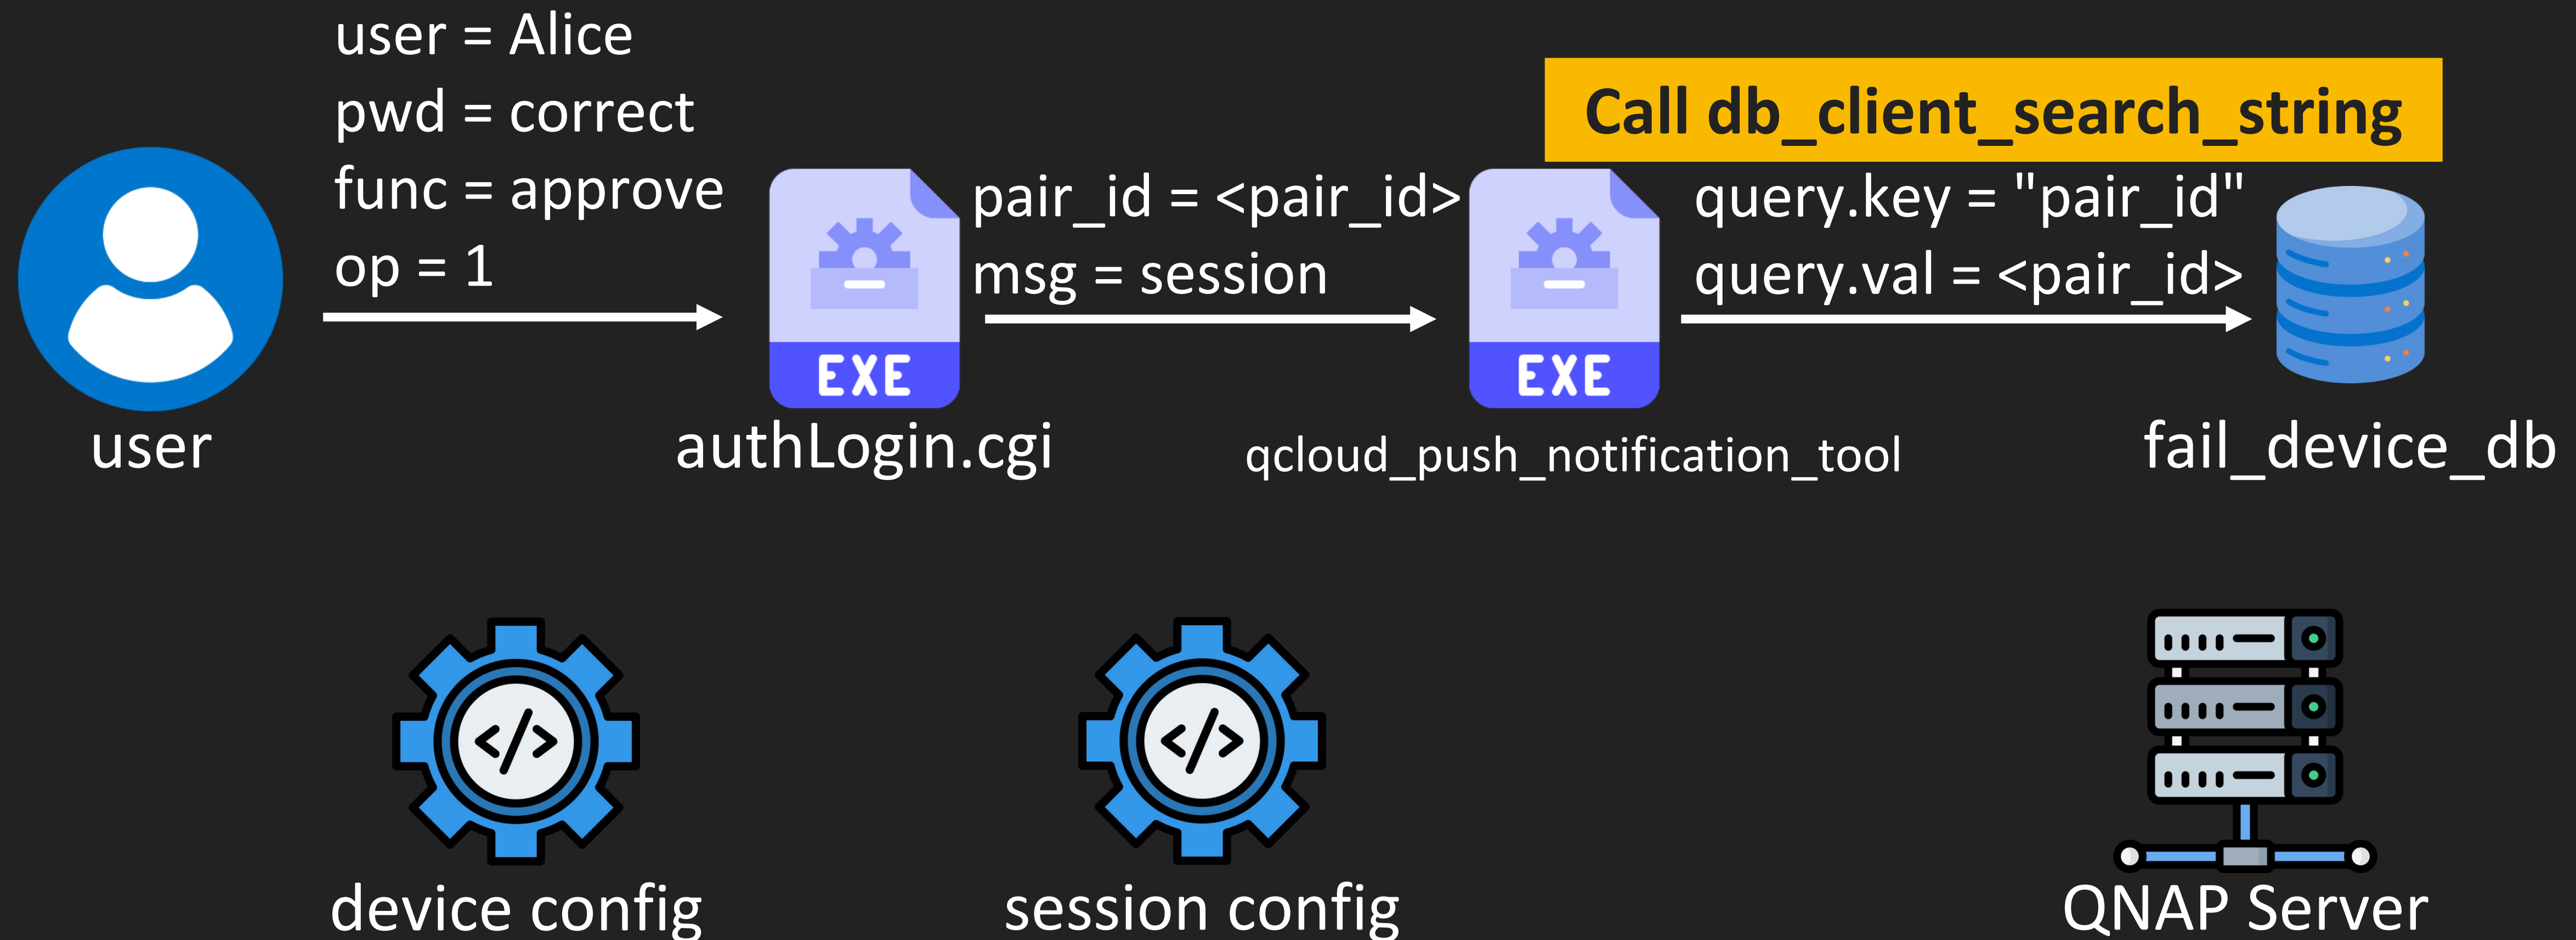 user = Alice
pwd = correct
func = approve
op = 1
Call db_client_search_string
pair_id = <pair_id>
msg = session
query.key = "pair_id"
query.val = <pair_id>
EXE
EXE
user
authLogin.cgi
qcloud_push_notification_tool
fail_device_db
</>
</>
device config
session config
QNAP Server